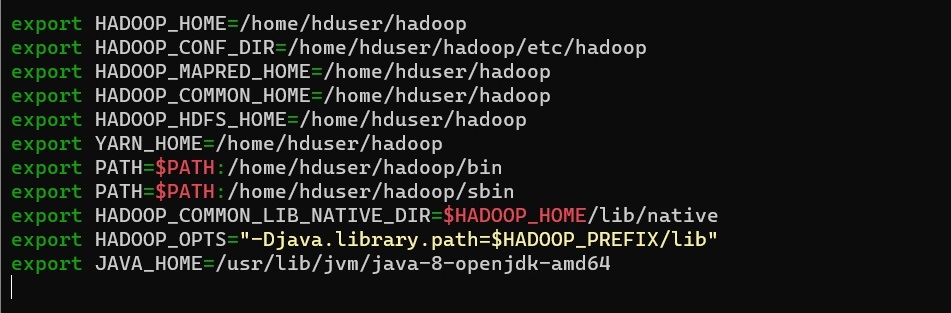 export HADOOP_HOME=/home/hduser/hadoop
export HADOOP_CONF_DIR=/home/hduser/hadoop/etc/hadoop
export HADOOP_MAPRED_HOME=/home/hduser/hadoop
export HADOOP_COMMON_HOME=/home/hduser/hadoop
export HADOOP_HDFS_HOME=/home/hduser/hadoop
export YARN_HOME=/home/hduser/hadoop
export PATH=$PATH:/home/hduser/hadoop/bin
export PATH=$PATH:/home/hduser/hadoop/sbin
export HADOOP_COMMON_LIB_NATIVE_DIR=$HADOOP_HOME/lib/native
export HADOOP_OPTS="-Djava.library.path=$HADOOP_PREFIX/lib"
export JAVA_HOME=/usr/lib/jvm/java-8-openjdk-amd64